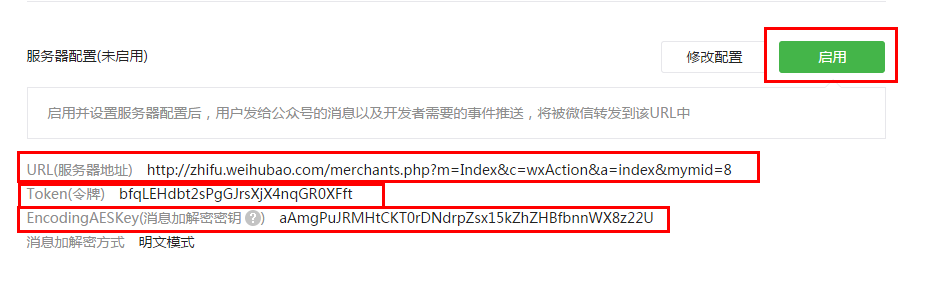 服务器配置(未启用)
修改配置
启用
启用并设置服务器配置后，用户发给公众号的消息以及开发者需要的事件推送，将被微信转发到该URL中
URL(服务器地址) http://zhifu.weihubao.com/merchants.php?m=Index&c=wxAction&a=index&mymid=8
Token(令牌) bfqLEHdbt2sPgGJrsXjX4nqGR0XFft
EncodingAESKey(消息加解密密钥 ?) aAmgPuJRMHtCKT0rDNdrpZsx15kZhZHBfbnnWX8z22U
消息加解密方式 明文模式